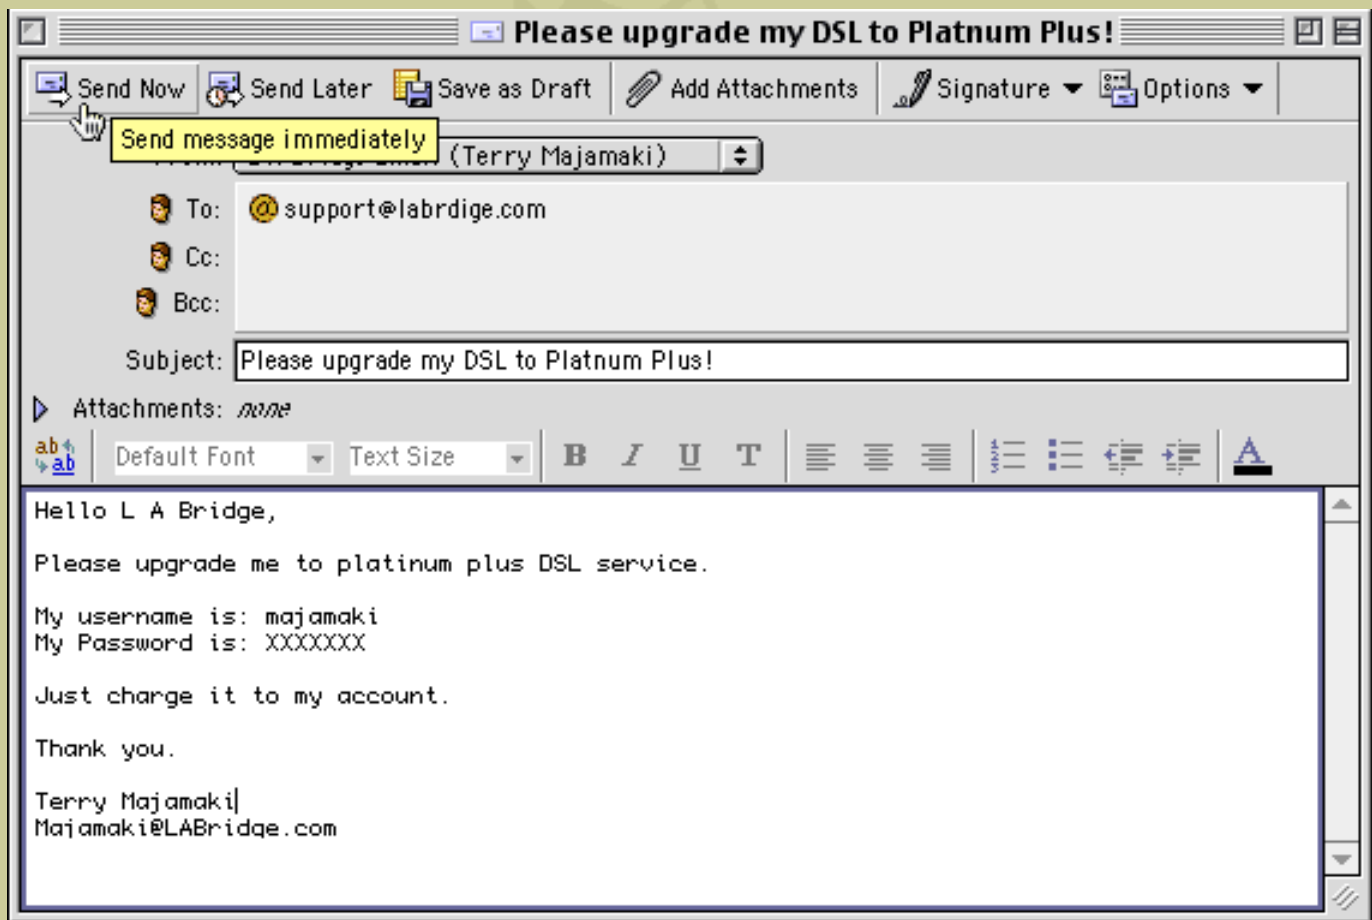 Please upgrade my DSL to Platnum Plus!
Send Now Send Later Save as Draft Add Attachments Signature Options
Send message immediately
(Terry Majamaki)
To: @ support@labrdige.com
Cc:
Bcc:
Subject: Please upgrade my DSL to Platnum Plus!
Attachments: none
Default Font Text Size B I U T A
Hello L A Bridge,
Please upgrade me to platinum plus DSL service.
My username is: majamaki
My Password is: XXXXXXX
Just charge it to my account.
Thank you.
Terry Majamaki
Majamaki@LABridge.com